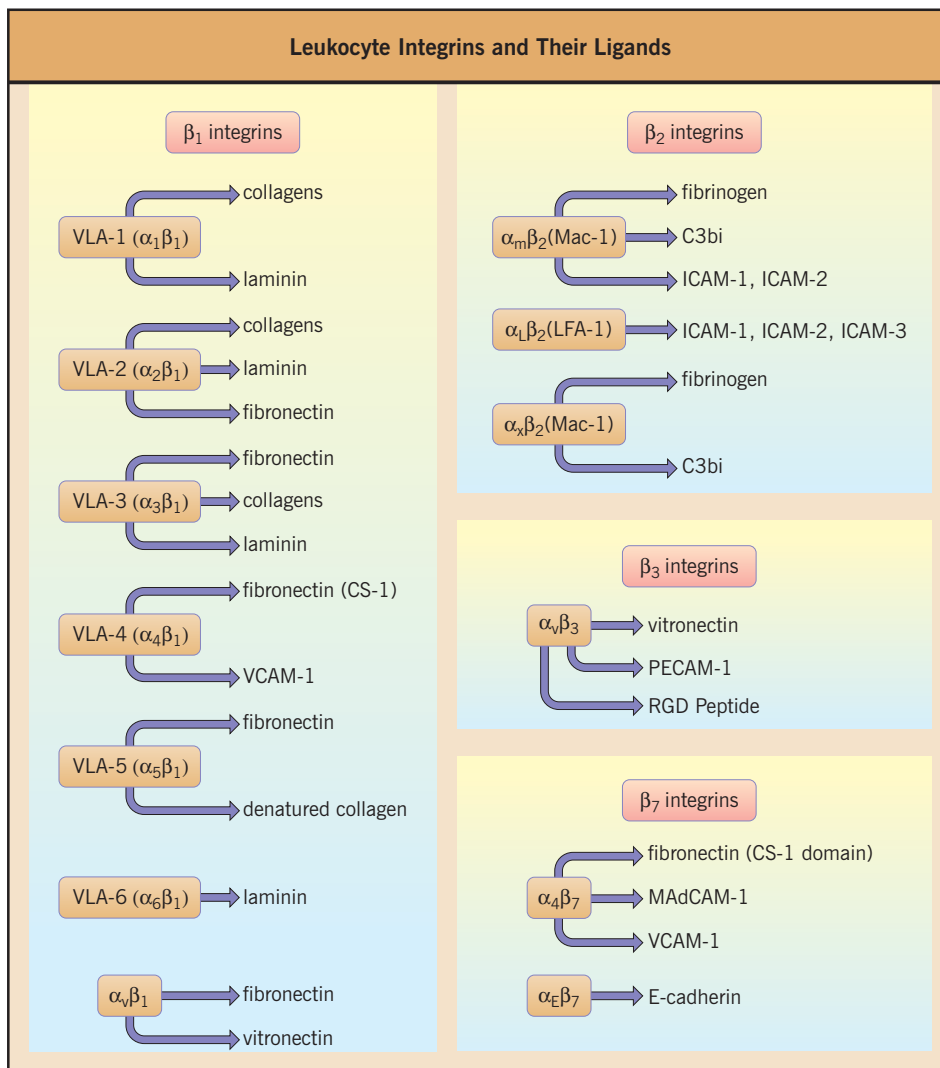 Leukocyte Integrins and Their Ligands
β₁ integrins
collagens
VLA-1 (α₁β₁)
laminin
collagens
VLA-2 (α₂β₁)
laminin
fibronectin
fibronectin
VLA-3 (α₃β₁)
collagens
laminin
fibronectin (CS-1)
VLA-4 (α₄β₁)
VCAM-1
fibronectin
VLA-5 (α₅β₁)
denatured collagen
VLA-6 (α₆β₁)
laminin
αᵥβ₁
fibronectin
vitronectin
β₂ integrins
fibrinogen
αₘβ₂(Mac-1)
C3bi
ICAM-1, ICAM-2
α_Lβ₂(LFA-1)
ICAM-1, ICAM-2, ICAM-3
fibrinogen
αₓβ₂(Mac-1)
C3bi
β₃ integrins
αᵥβ₃
vitronectin
PECAM-1
RGD Peptide
β₇ integrins
fibronectin (CS-1 domain)
α₄β₇
MAdCAM-1
VCAM-1
α_Eβ₇
E-cadherin